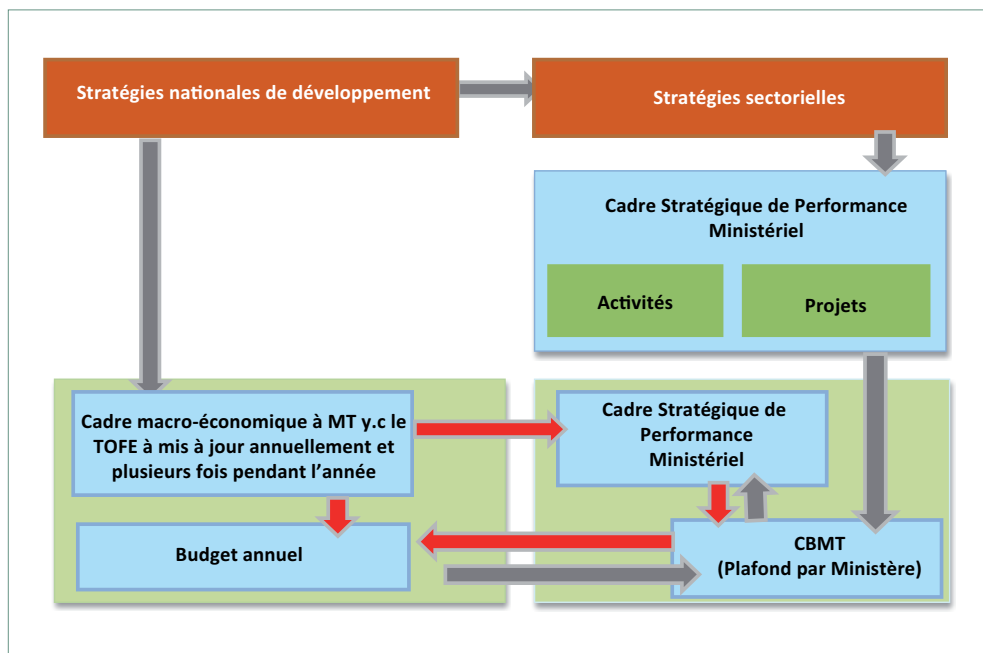 Stratégies nationales de développement
Stratégies sectorielles
Cadre Stratégique de Performance
Ministériel
Activités
Projets
Cadre macro-économique à MT y.c le
TOFE à mis à jour annuellement et
plusieurs fois pendant l’année
Cadre Stratégique de
Performance
Ministériel
Budget annuel
CBMT
(Plafond par Ministère)